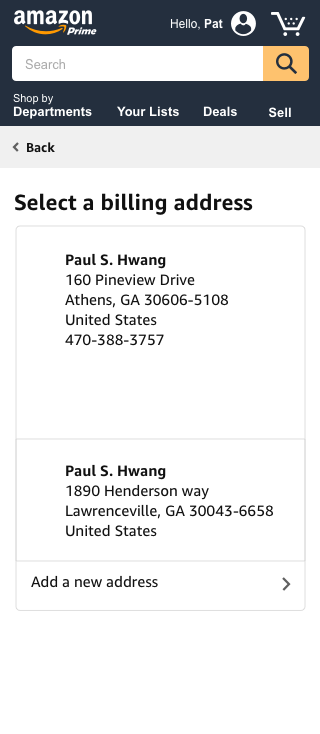 amazon
Prime
Hello, Pat
Search
Shop by
Departments
Your Lists
Deals
Sell
Back
Select a billing address
Paul S. Hwang
160 Pineview Drive
Athens, GA 30606-5108
United States
470-388-3757
Paul S. Hwang
1890 Henderson way
Lawrenceville, GA 30043-6658
United States
Add a new address